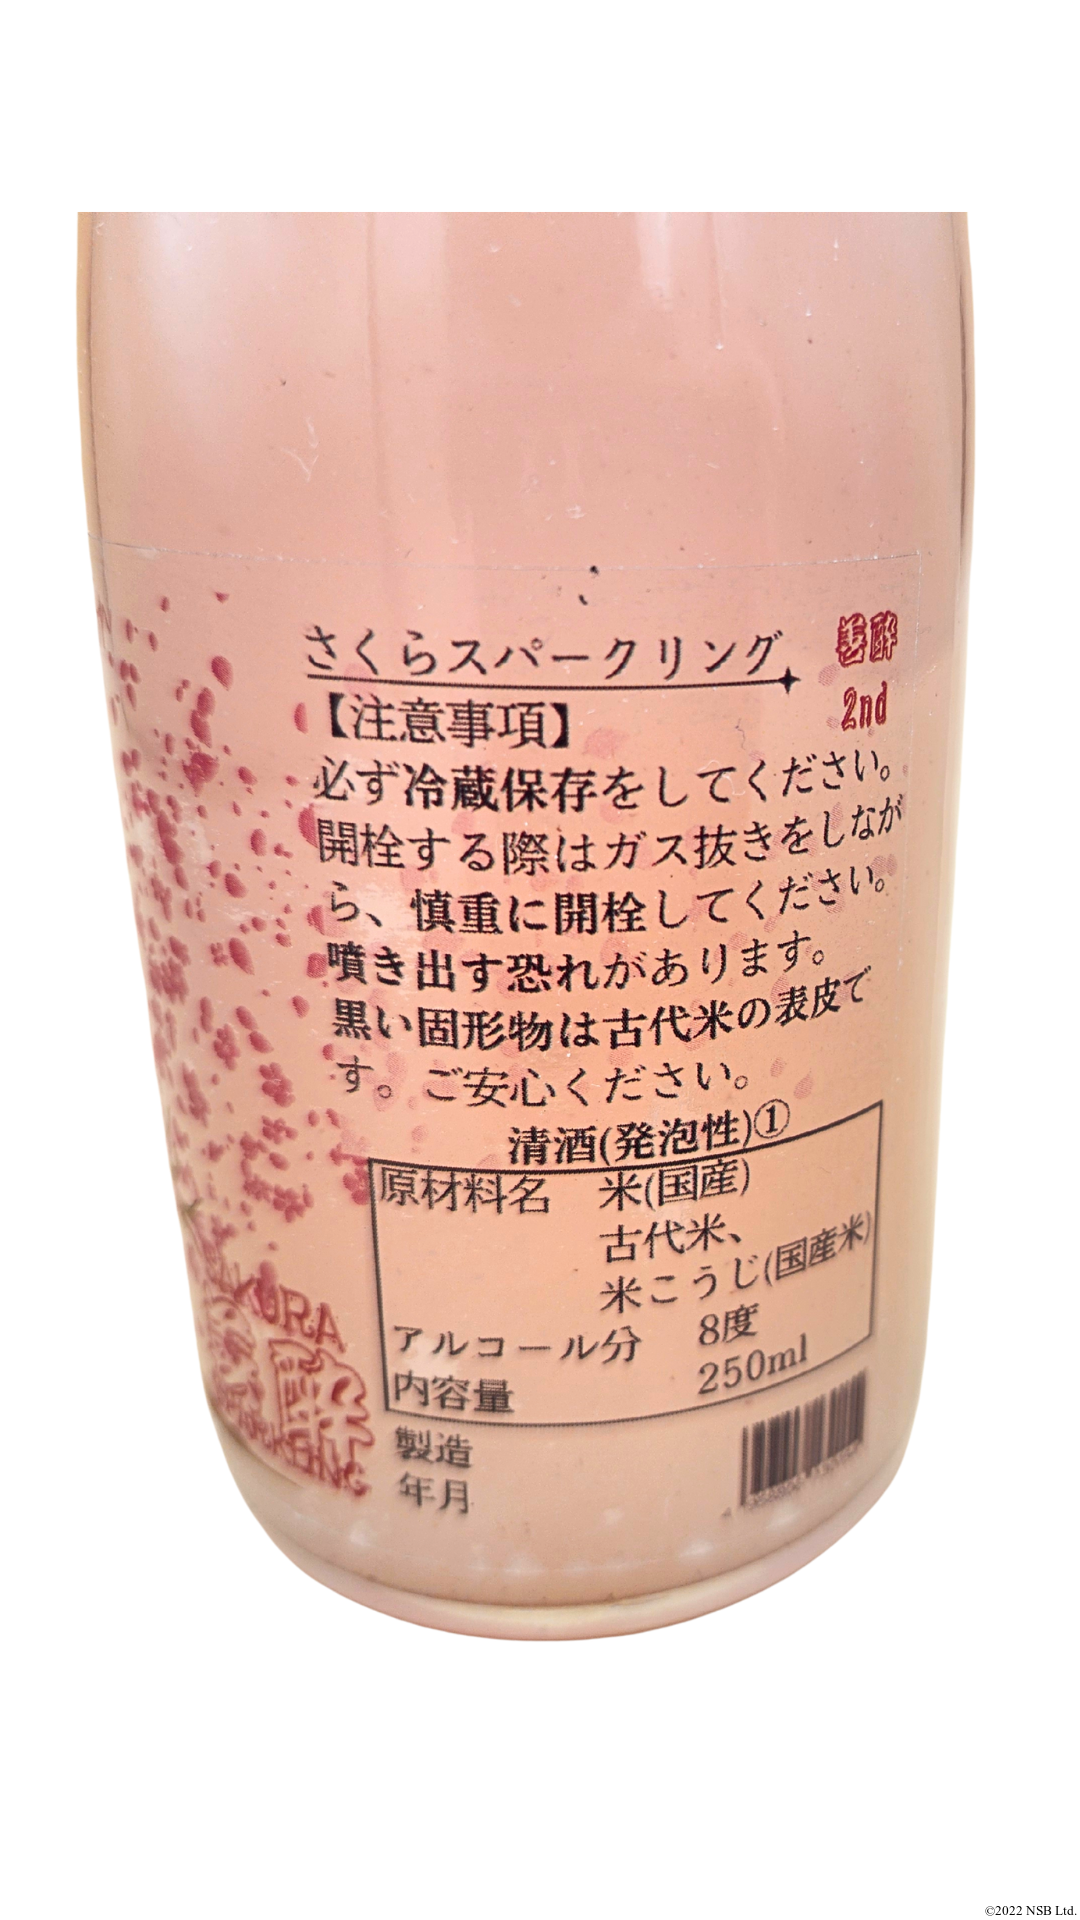 さくらスパークリング
善酔
2nd
【注意事項】
必ず冷蔵保存をしてください。
開栓する際はガス抜きをしなが
ら、慎重に開栓してください。
噴き出す恐れがあります。
黒い固形物は古代米の表皮で
す。ご安心ください。
清酒(発泡性)①
原材料名 米(国産)
古代米、
米こうじ(国産米)
アルコール分 8度
内容量 250ml
製造
年月
SAKURA
善酔
SPARKLING
©2022 NSB Ltd.